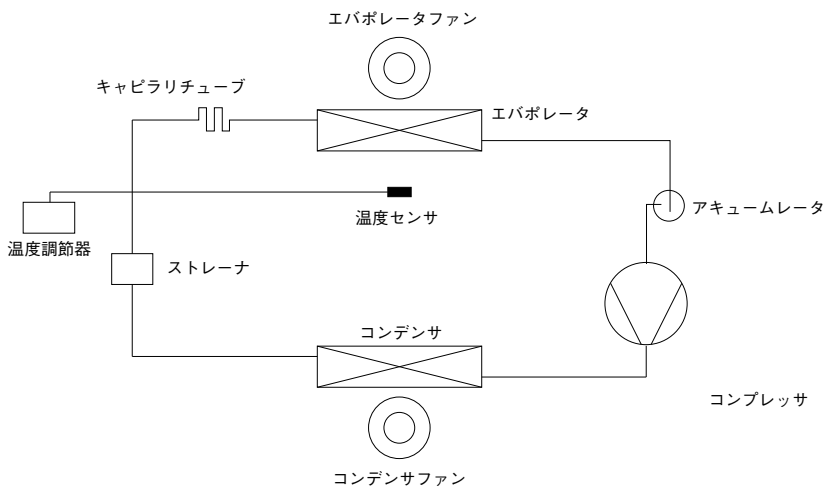 エバポレータファン
キャピラリチューブ
エバポレータ
温度センサ
アキュームレータ
温度調節器
ストレーナ
コンデンサ
コンプレッサ
コンデンサファン